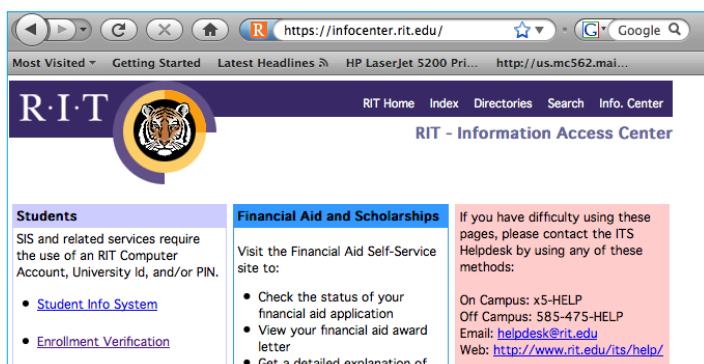 R https://infocenter.rit.edu/ G Google
Most Visited Getting Started Latest Headlines HP LaserJet 5200 Pri... http://us.mc562.mai...
R·I·T
RIT Home Index Directories Search Info. Center
RIT - Information Access Center
Students
SIS and related services require
the use of an RIT Computer
Account, University Id, and/or PIN.
• Student Info System
• Enrollment Verification
Financial Aid and Scholarships
Visit the Financial Aid Self-Service
site to:
• Check the status of your
financial aid application
• View your financial aid award
letter
• Get a detailed explanation of
If you have difficulty using these
pages, please contact the ITS
Helpdesk by using any of these
methods:
On Campus: x5-HELP
Off Campus: 585-475-HELP
Email: helpdesk@rit.edu
Web: http://www.rit.edu/its/help/